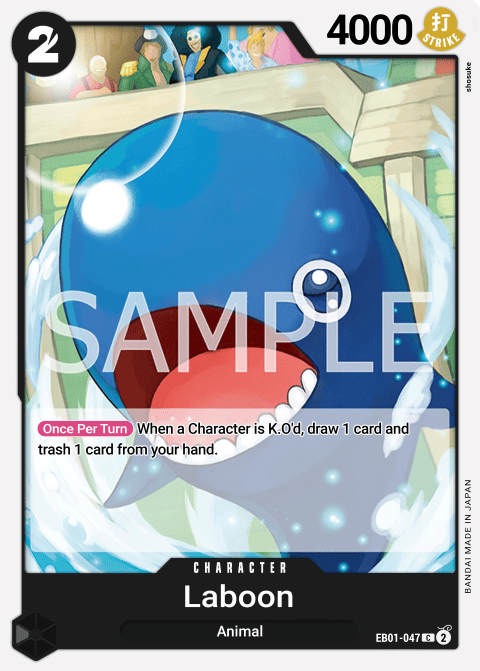 2
4000
打
STRIKE
shosuke
SAMPLE
Once Per Turn When a Character is K.O'd, draw 1 card and
trash 1 card from your hand.
BANDAI MADE IN JAPAN
CHARACTER
Laboon
Animal
EB01-047 C 2